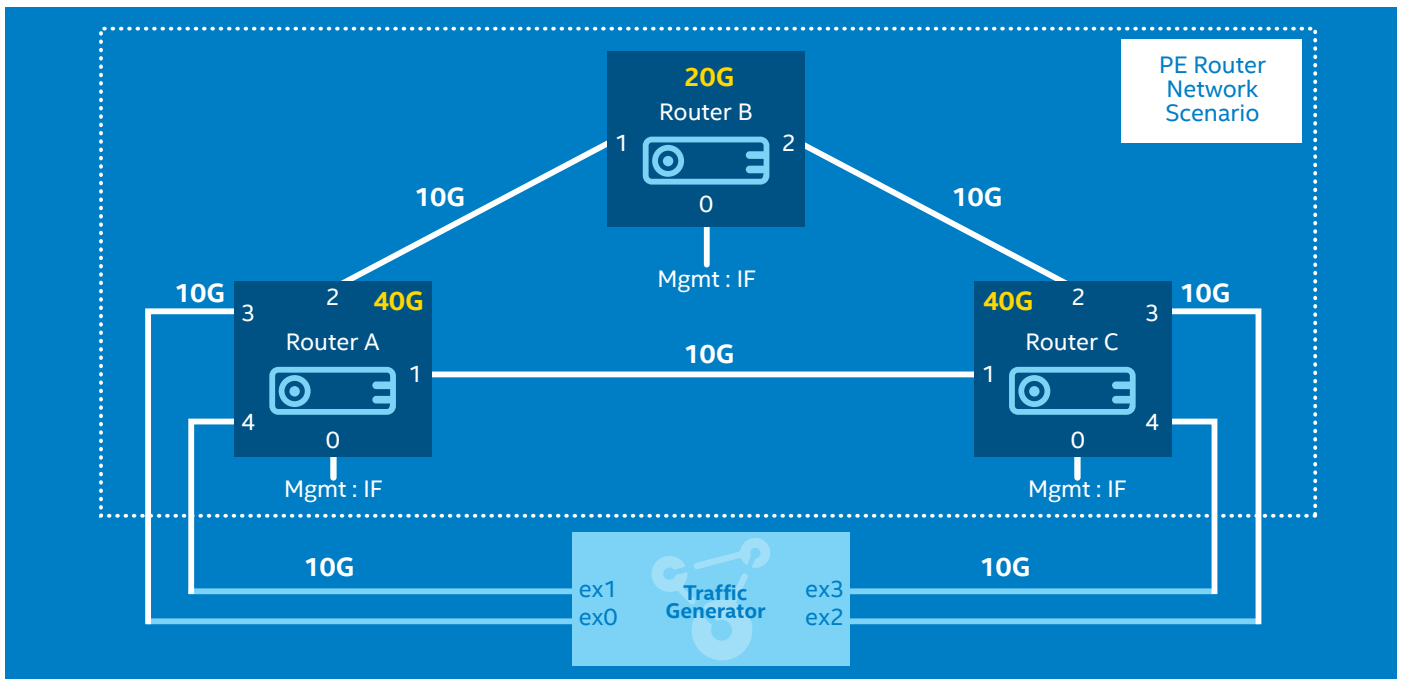 PE Router
Network
Scenario
20G
Router B
1
2
0
Mgmt : IF
10G
10G
10G
3
2
40G
Router A
1
4
0
Mgmt : IF
10G
40G
2
3
10G
Router C
1
4
0
Mgmt : IF
10G
10G
ex1
ex0
Traffic
Generator
ex3
ex2